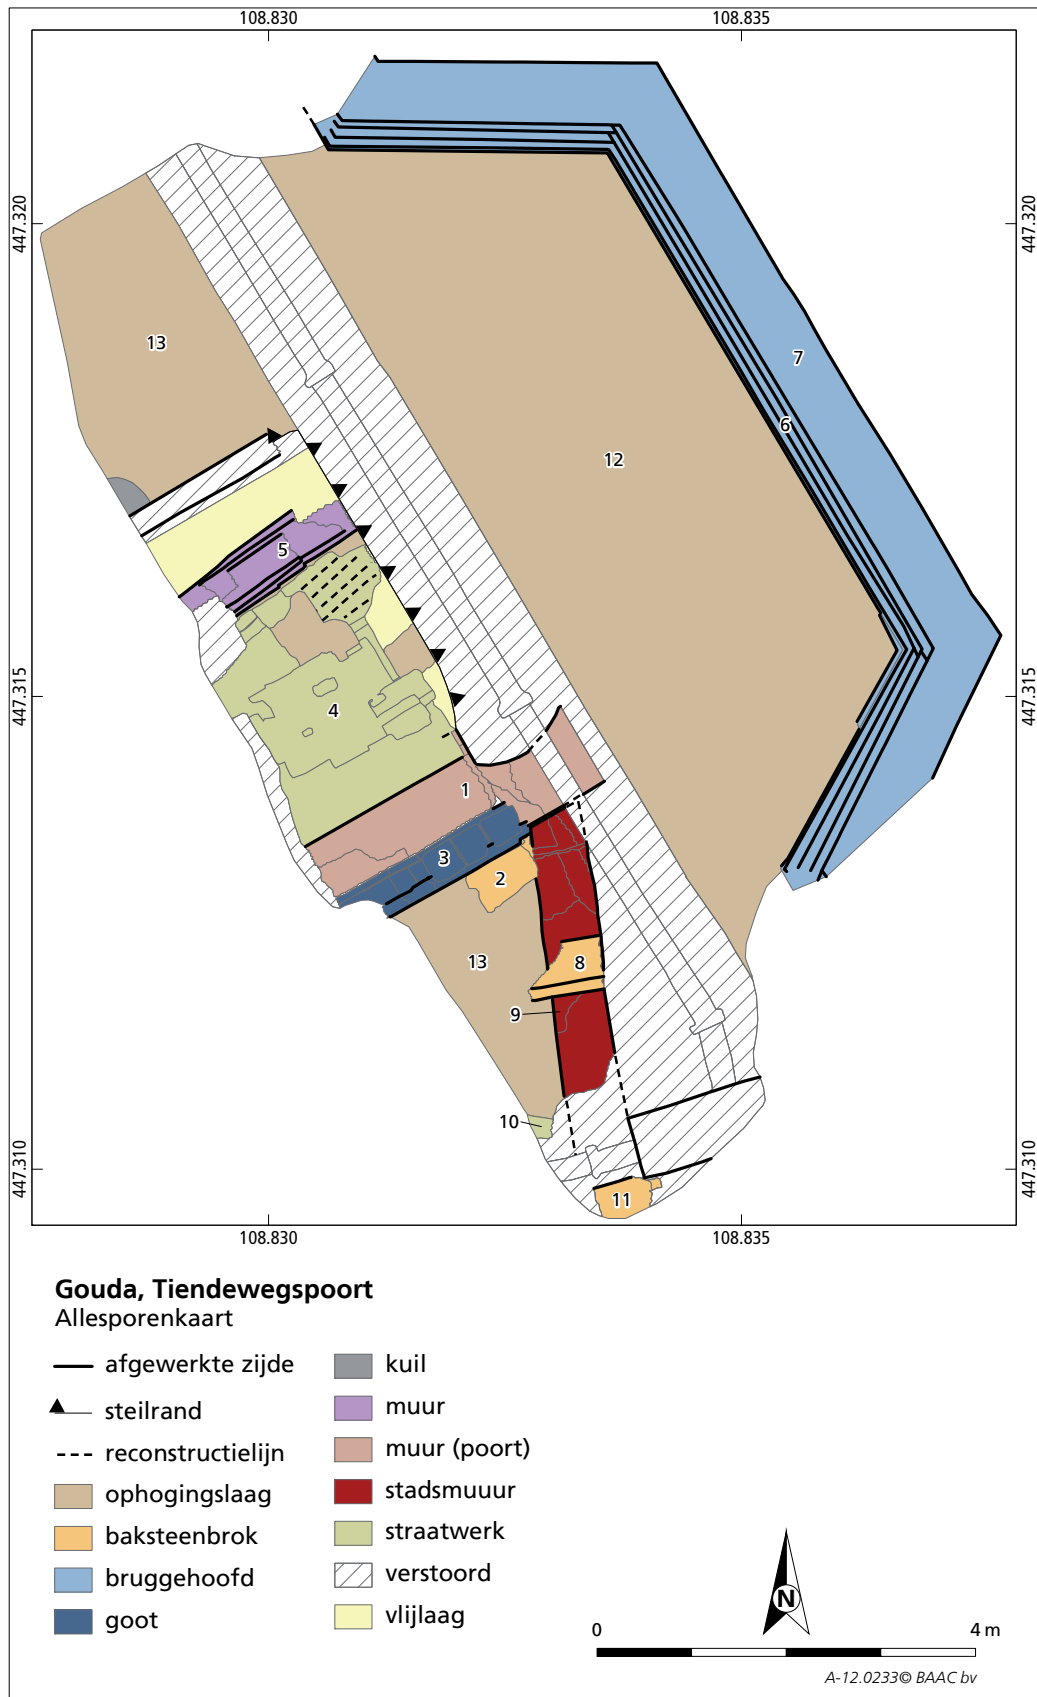 108.830 108.835
447.320 447.320
13
7
6
12
5
447.315 447.315
4
1
3
2
13
8
9
10
447.310 447.310
11
108.830 108.835
Gouda, Tiendewegspoort
Allesporenkaart
afgewerkte zijde
steilrand
reconstructielijn
ophogingslaag
baksteenbrok
bruggehoofd
goot
kuil
muur
muur (poort)
stadsmuuur
straatwerk
verstoord
vlijlaag
N
0 4 m
A-12.0233© BAAC bv